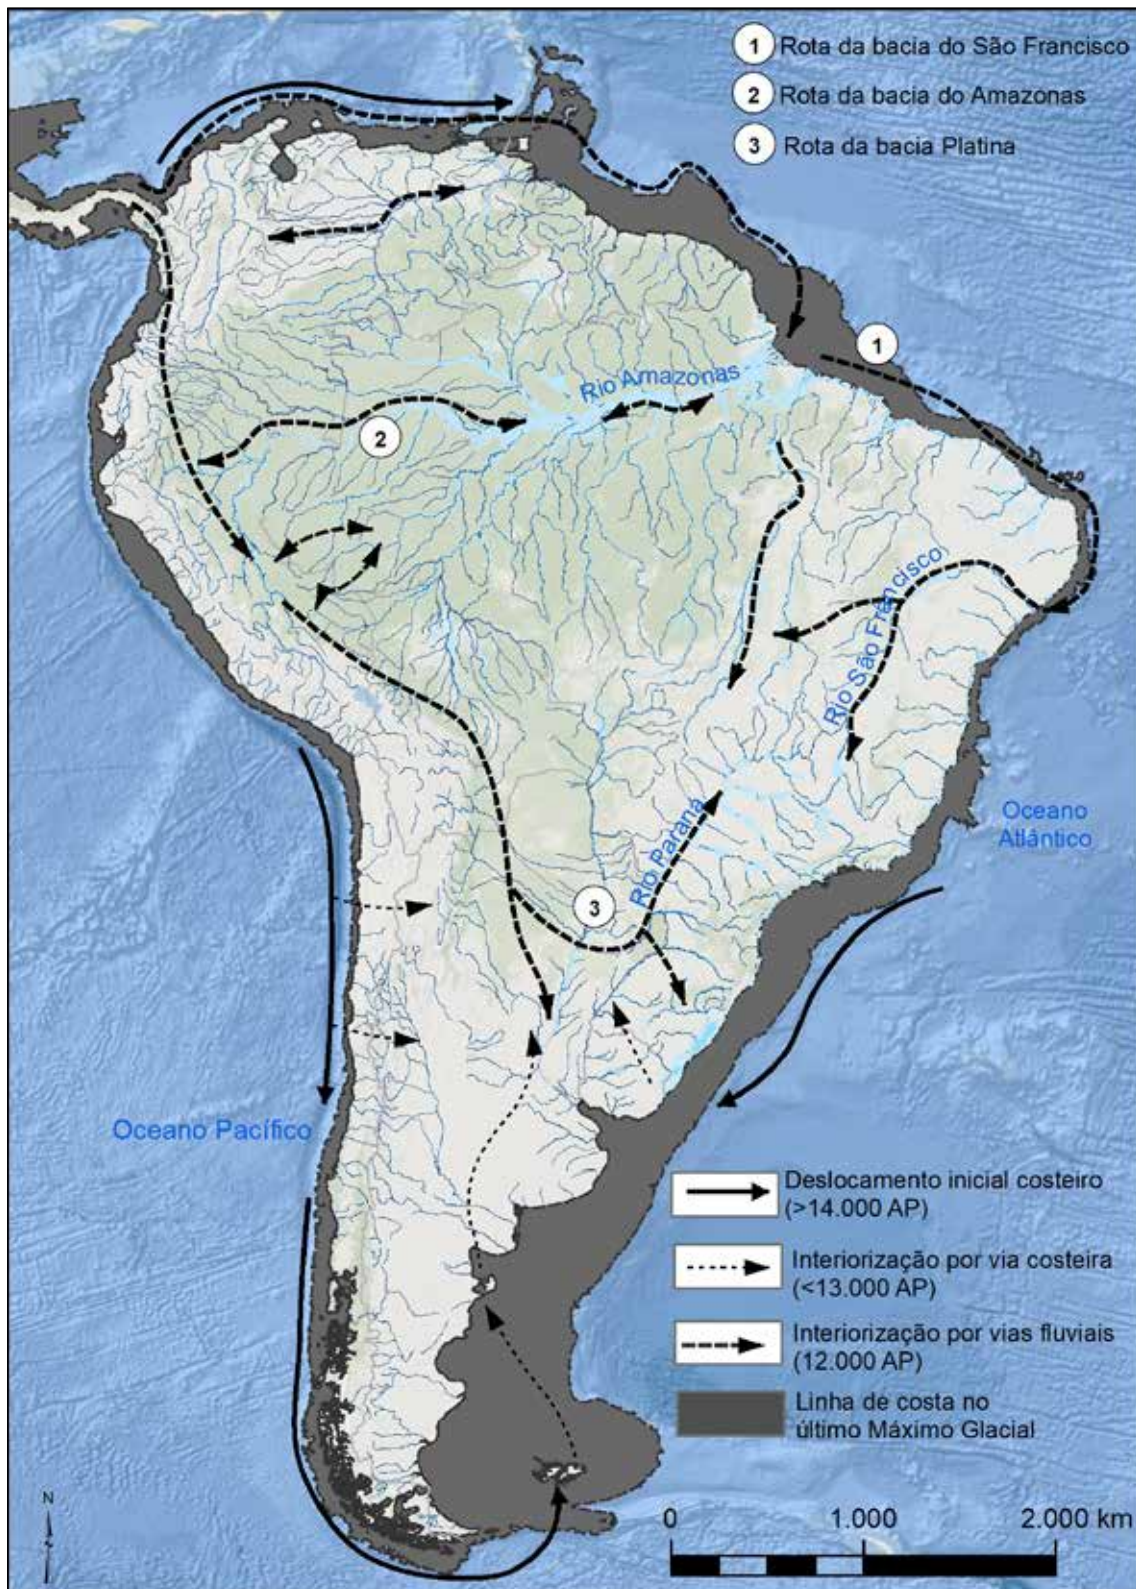 1 Rota da bacia do São Francisco
2 Rota da bacia do Amazonas
3 Rota da bacia Platina
1
Rio Amazonas
2
Rio São Francisco
Rio Paraná
Oceano
Atlântico
3
Oceano Pacífico
Deslocamento inicial costeiro
(>14.000 AP)
Interiorização por via costeira
(<13.000 AP)
Interiorização por vias fluviais
(12.000 AP)
Linha de costa no
último Máximo Glacial
N
0 1.000 2.000 km